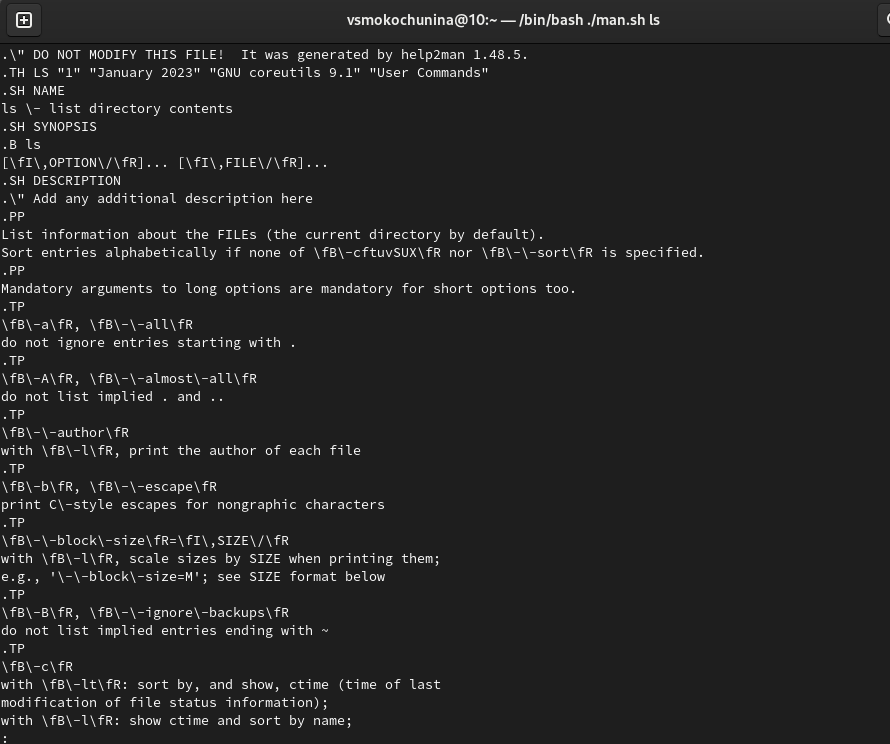 vsmokochunina@10:~ — /bin/bash ./man.sh ls
.\" DO NOT MODIFY THIS FILE!  It was generated by help2man 1.48.5.
.TH LS "1" "January 2023" "GNU coreutils 9.1" "User Commands"
.SH NAME
ls \- list directory contents
.SH SYNOPSIS
.B ls
[\fI\,OPTION\/\fR]... [\fI\,FILE\/\fR]...
.SH DESCRIPTION
.\" Add any additional description here
.PP
List information about the FILEs (the current directory by default).
Sort entries alphabetically if none of \fB\-cftuvSUX\fR nor \fB\-\-sort\fR is specified.
.PP
Mandatory arguments to long options are mandatory for short options too.
.TP
\fB\-a\fR, \fB\-\-all\fR
do not ignore entries starting with .
.TP
\fB\-A\fR, \fB\-\-almost\-all\fR
do not list implied . and ..
.TP
\fB\-\-author\fR
with \fB\-l\fR, print the author of each file
.TP
\fB\-b\fR, \fB\-\-escape\fR
print C\-style escapes for nongraphic characters
.TP
\fB\-\-block\-size\fR=\fI\,SIZE\/\fR
with \fB\-l\fR, scale sizes by SIZE when printing them;
e.g., '\-\-block\-size=M'; see SIZE format below
.TP
\fB\-B\fR, \fB\-\-ignore\-backups\fR
do not list implied entries ending with ~
.TP
\fB\-c\fR
with \fB\-lt\fR: sort by, and show, ctime (time of last
modification of file status information);
with \fB\-l\fR: show ctime and sort by name;
: